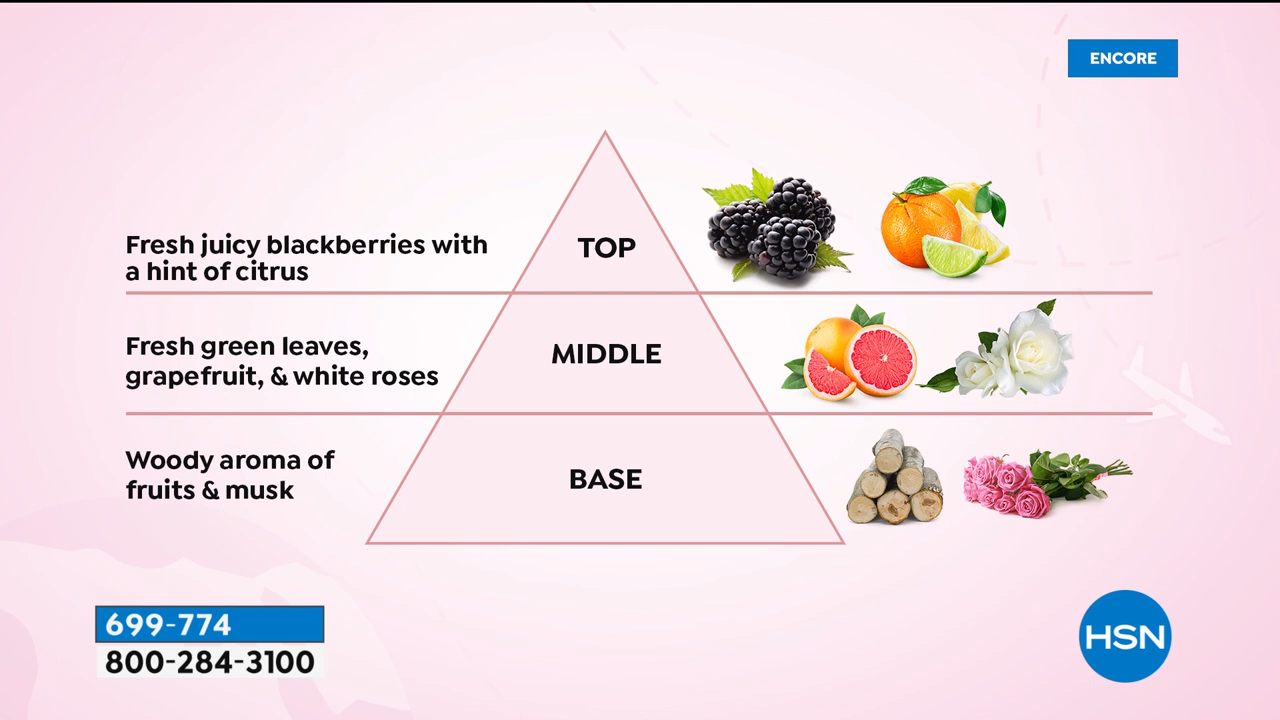 ENCORE
Fresh juicy blackberries with
a hint of citrus
TOP
Fresh green leaves,
grapefruit, & white roses
MIDDLE
Woody aroma of
fruits & musk
BASE
699-774
800-284-3100
HSN